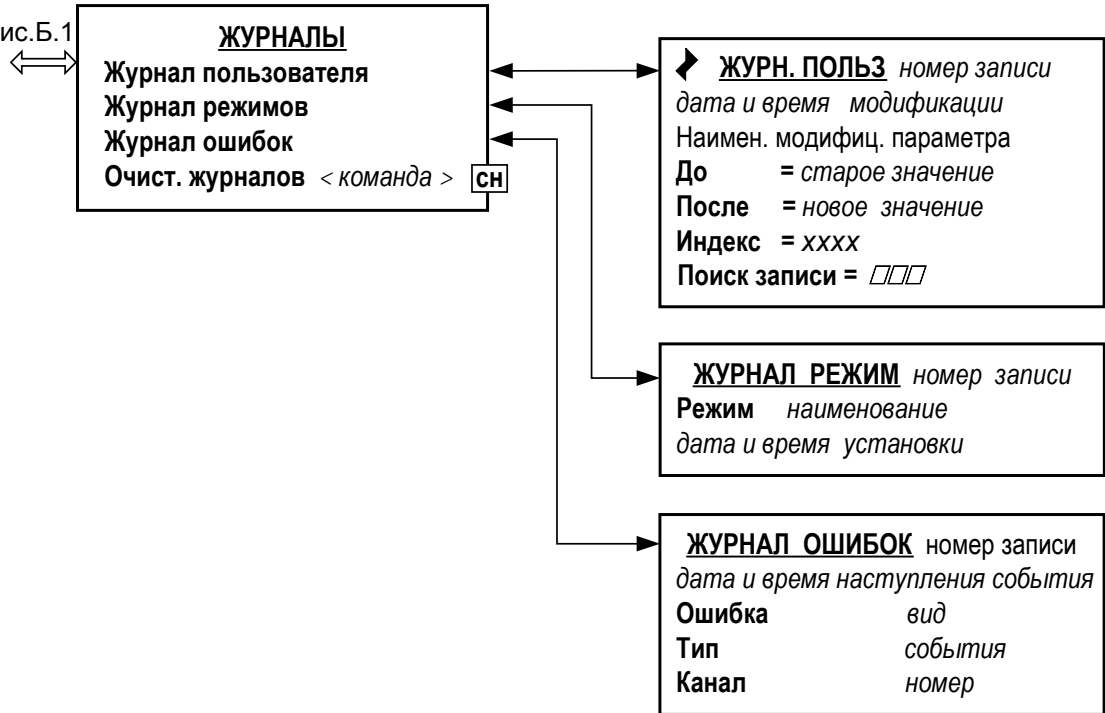 ис.Б.1
ЖУРНАЛЫ
Журнал пользователя
Журнал режимов
Журнал ошибок
Очист. журналов < команда > СН
ЖУРН. ПОЛЬЗ номер записи
дата и время модификации
Наимен. модифиц. параметра
До = старое значение
После = новое значение
Индекс = xxxx
Поиск записи =
ЖУРНАЛ РЕЖИМ номер записи
Режим наименование
дата и время установки
ЖУРНАЛ ОШИБОК номер записи
дата и время наступления события
Ошибка вид
Тип события
Канал номер